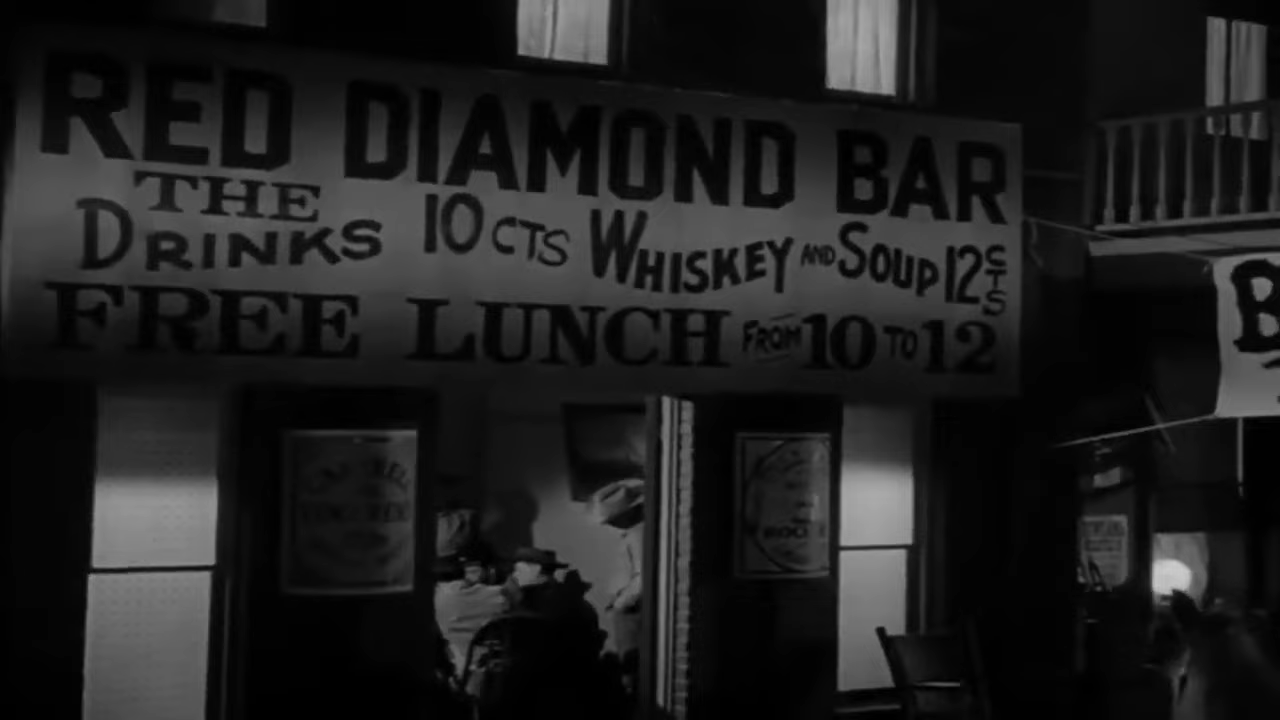 RED DIAMOND BAR
THE DRINKS 10 CTS WHISKEY AND SOUP 12 CTS
FREE LUNCH FROM 10 TO 12
B